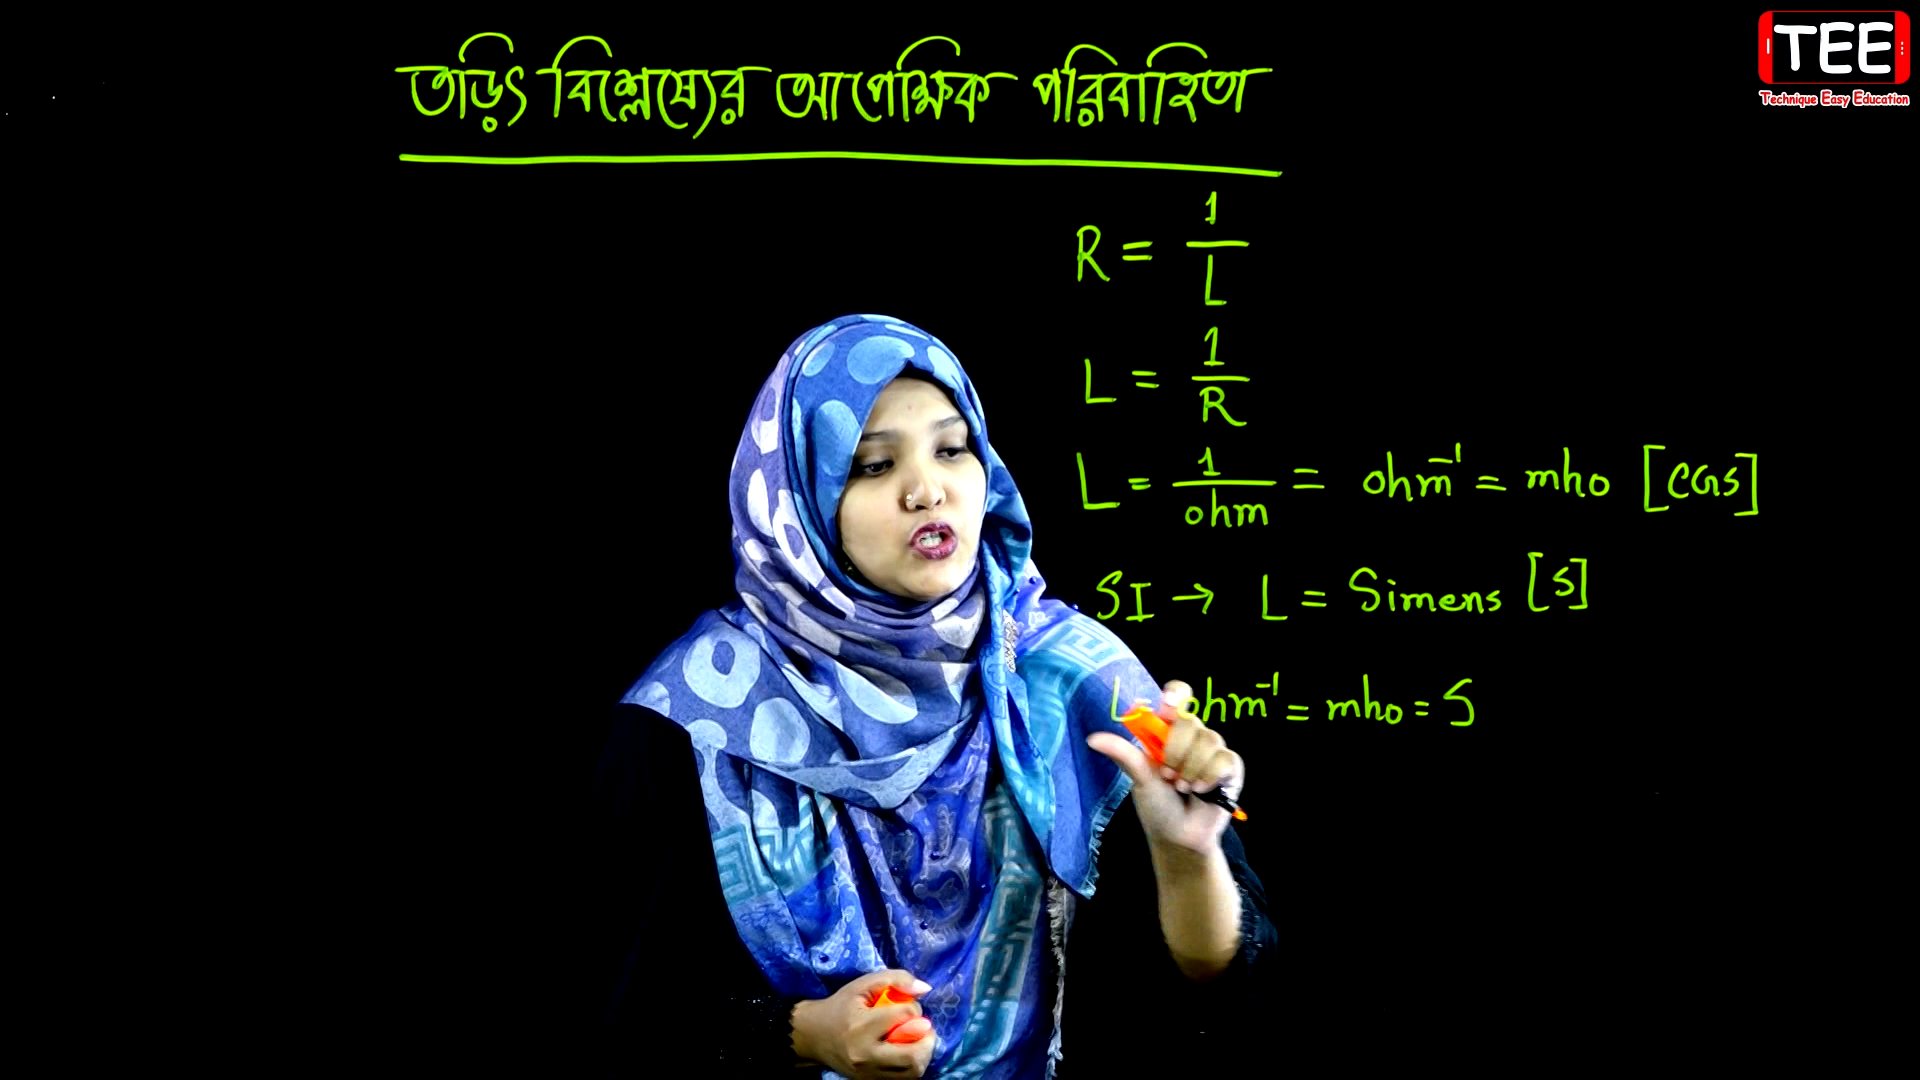 তড়িৎ বিশ্লেষ্যের আপেক্ষিক পরিবাহিতা
TEE
Technique Easy Education
R = 1/L
L = 1/R
L = 1/ohm = ohm⁻¹ = mho [CGS]
SI → L = Simens [S]
L = ohm⁻¹ = mho = S